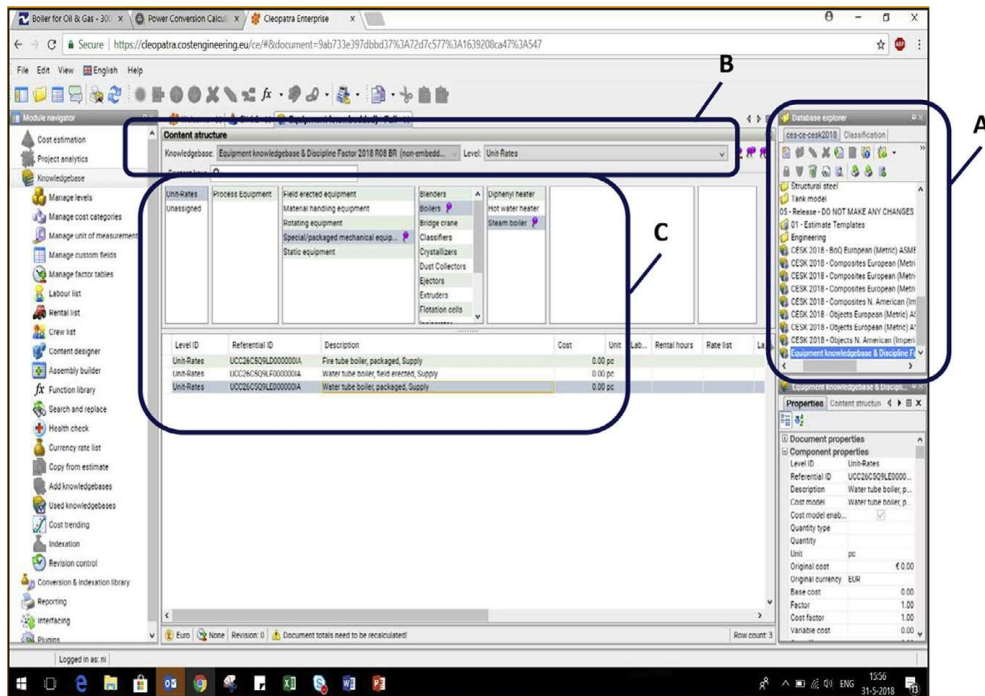 Boiler for Oil & Gas - 300
Power Conversion Calcul
Cleopatra Enterprise
Secure | https://cleopatra.costengineering.eu/ce/#&document=9ab733e397dbbd37%3A72d7c577%3A1639208ca47%3A547
ABP
File Edit View English Help
B
A
C
Module navigator
Cost estimation
Project analytics
Knowledgebase
Manage levels
Manage cost categories
Manage unit of measurement
Manage custom fields
Manage factor tables
Labour list
Rental list
Crew list
Content designer
Assembly builder
fx Function library
Search and replace
Health check
Currency rate list
Copy from estimate
Add knowledgebases
Used knowledgebases
Cost trending
Indexation
Revision control
Conversion & Indexation library
Reporting
Interfacing
Plugins
Content structure
Knowledgebase: Equipment knowledgebase & Discipline Factor 2018 R08 BR (non-embedd... Level: Unit-Rates
Unit-Rates
Unassigned
Process Equipment
Field erected equipment
Material handling equipment
Rotating equipment
Special/packaged mechanical equip...
Static equipment
Blenders
Boilers
Bridge crane
Classifiers
Crystallizers
Dust Collectors
Ejectors
Extruders
Flotation cells
Diphenyl heater
Hot water heater
Steam boiler
Level ID Referential ID Description Cost Unit Lab... Rental hours Rate list La
Unit-Rates Fire tube boiler, packaged, Supply 0.00 pc
Unit-Rates Water tube boiler, field erected, Supply 0.00 pc
Unit-Rates Water tube boiler, packaged, Supply 0.00 pc
Euro None Revision: 0 Document totals need to be recalculated! Row count: 3
Database explorer
ces-ce-cesk2018 Classification
Structural steel
Tank model
05 - Release - DO NOT MAKE ANY CHANGES
01 - Estimate Templates
Engineering
CESK 2018 - BoQ European (Metric) ASME
CESK 2018 - Composites European (Metri
CESK 2018 - Composites European (Metri
CESK 2018 - Composites European (Metri
CESK 2018 - Composites N. American (Im
CESK 2018 - Objects European (Metric) A
CESK 2018 - Objects European (Metric) A
CESK 2018 - Objects N. American (Imperi
Equipment knowledgebase & Discipline Fa
Equipment knowledgebase & Discipli...
Properties Content structun
Document properties
Component properties
Level ID Unit-Rates
Referential ID
Description Water tube boiler, p...
Cost model Water tube boiler, p...
Cost model enab...
Quantity type
Quantity
Unit pc
Original cost € 0.00
Original currency EUR
Base cost 0.00
Factor 1.00
Cost factor 1.00
Variable cost 0.00
Logged in as: ni
ENG 15:56
31-5-2018